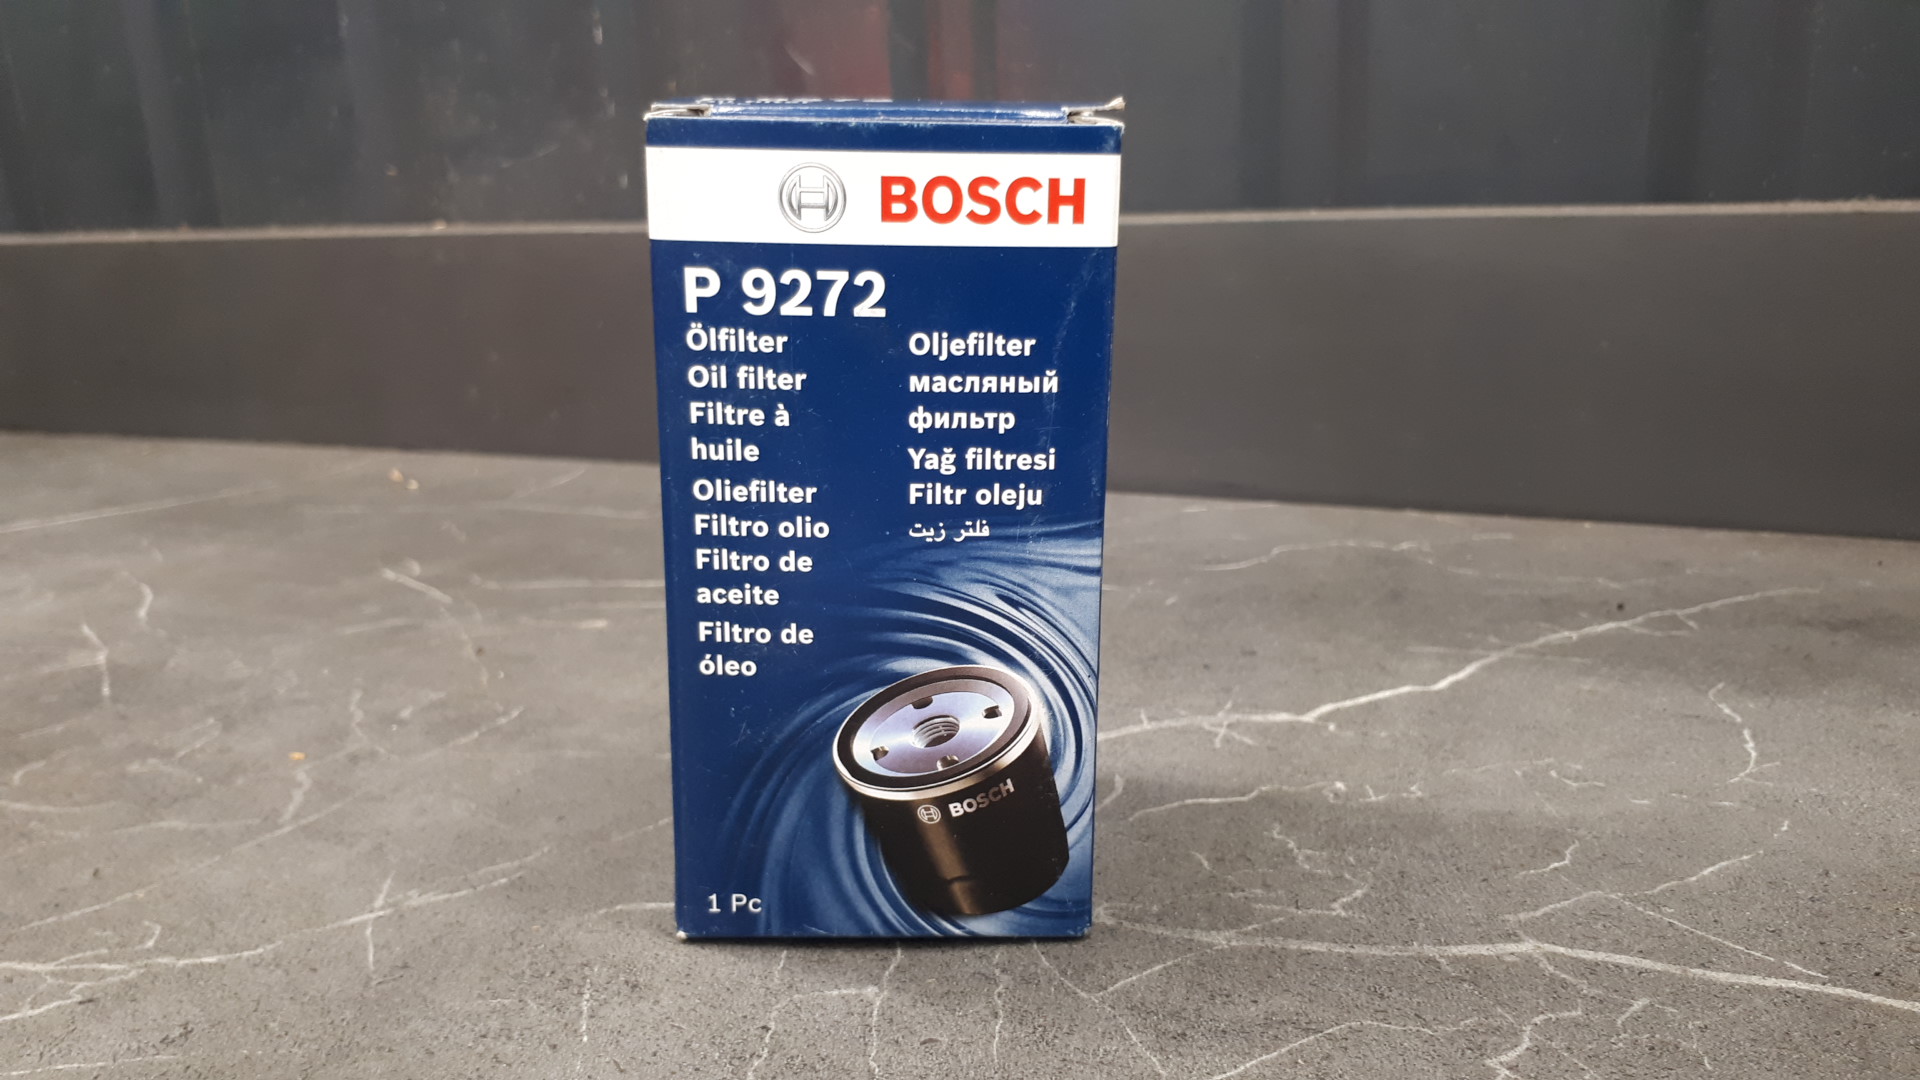 BOSCH
P 9272
Ölfilter
Oil filter
Filtre à
huile
Oliefilter
Filtro olio
Filtro de
aceite
Filtro de
óleo
Oljefilter
масляный
фильтр
Yağ filtresi
Filtr oleju
فلتر زيت
BOSCH
1 Pc